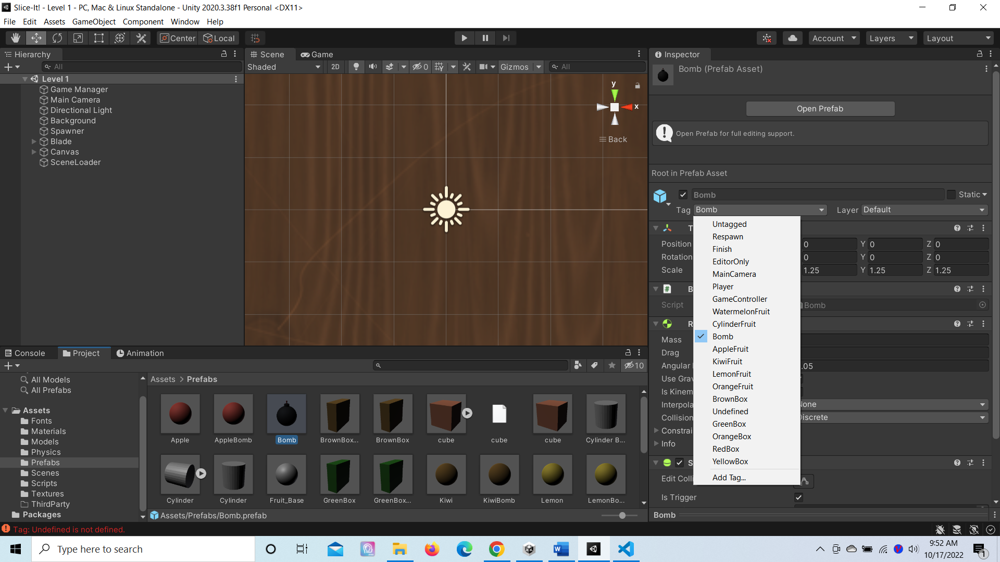 Slice-It! - Level 1 - PC, Mac & Linux Standalone - Unity 2020.3.38f1 Personal <DX11>
File Edit Assets GameObject Component Window Help
Center Local Account Layers Layout
Hierarchy
All
Level 1
Game Manager
Main Camera
Directional Light
Background
Spawner
Blade
Canvas
SceneLoader
Scene Game
Shaded 2D 0 Gizmos All
y
x
Back
Inspector
Bomb (Prefab Asset)
Open Prefab
Open Prefab for full editing support.
Root in Prefab Asset
Bomb Static
Tag Bomb Layer Default
T
Position 0 Y 0 Z 0
Rotation 0 Y 0 Z 0
Scale 1.25 Y 1.25 Z 1.25
B
Script Bomb
R
Mass
Drag
Angular .05
Use Grav
Is Kinem
Interpola None
Collision Discrete
Constrai
Info
S
Edit Colli
Is Trigger
Bomb
Untagged
Respawn
Finish
EditorOnly
MainCamera
Player
GameController
WatermelonFruit
CylinderFruit
Bomb
AppleFruit
KiwiFruit
LemonFruit
OrangeFruit
BrownBox
Undefined
GreenBox
OrangeBox
RedBox
YellowBox
Add Tag...
Console Project Animation
10
All Models
All Prefabs
Assets
Fonts
Materials
Models
Physics
Prefabs
Scenes
Scripts
Textures
ThirdParty
Packages
Assets > Prefabs
Apple AppleBomb Bomb BrownBox... BrownBox cube cube cube Cylinder B...
Cylinder Cylinder Fruit_Base GreenBox GreenBox... Kiwi KiwiBomb Lemon LemonBo...
Assets/Prefabs/Bomb.prefab
Tag: Undefined is not defined.
Type here to search
9:52 AM
10/17/2022
1